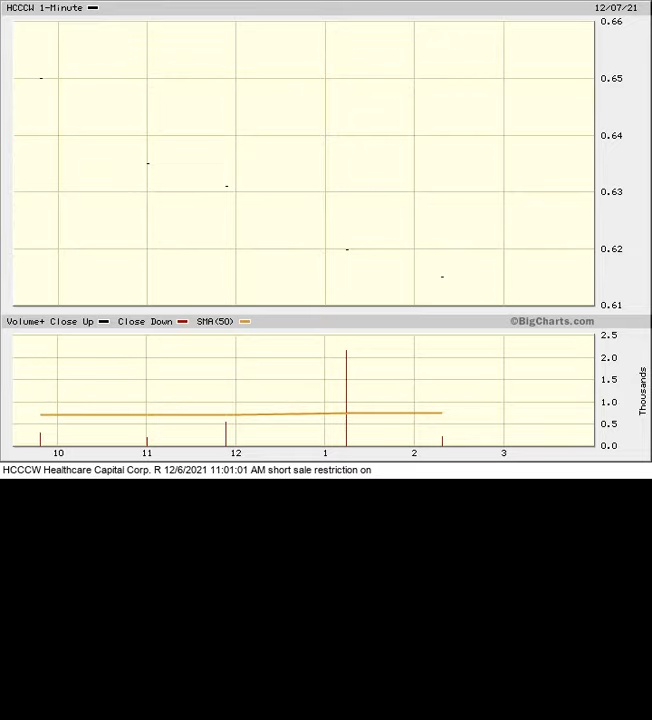 HCCCW 1-Minute 12/07/21
0.66
0.65
0.64
0.63
0.62
0.61
Volume+ Close Up Close Down SMA(50) ©BigCharts.com
2.5
2.0
1.5
1.0
0.5
0.0
Thousands
10 11 12 1 2 3
HCCCW Healthcare Capital Corp. R 12/6/2021 11:01:01 AM short sale restriction on